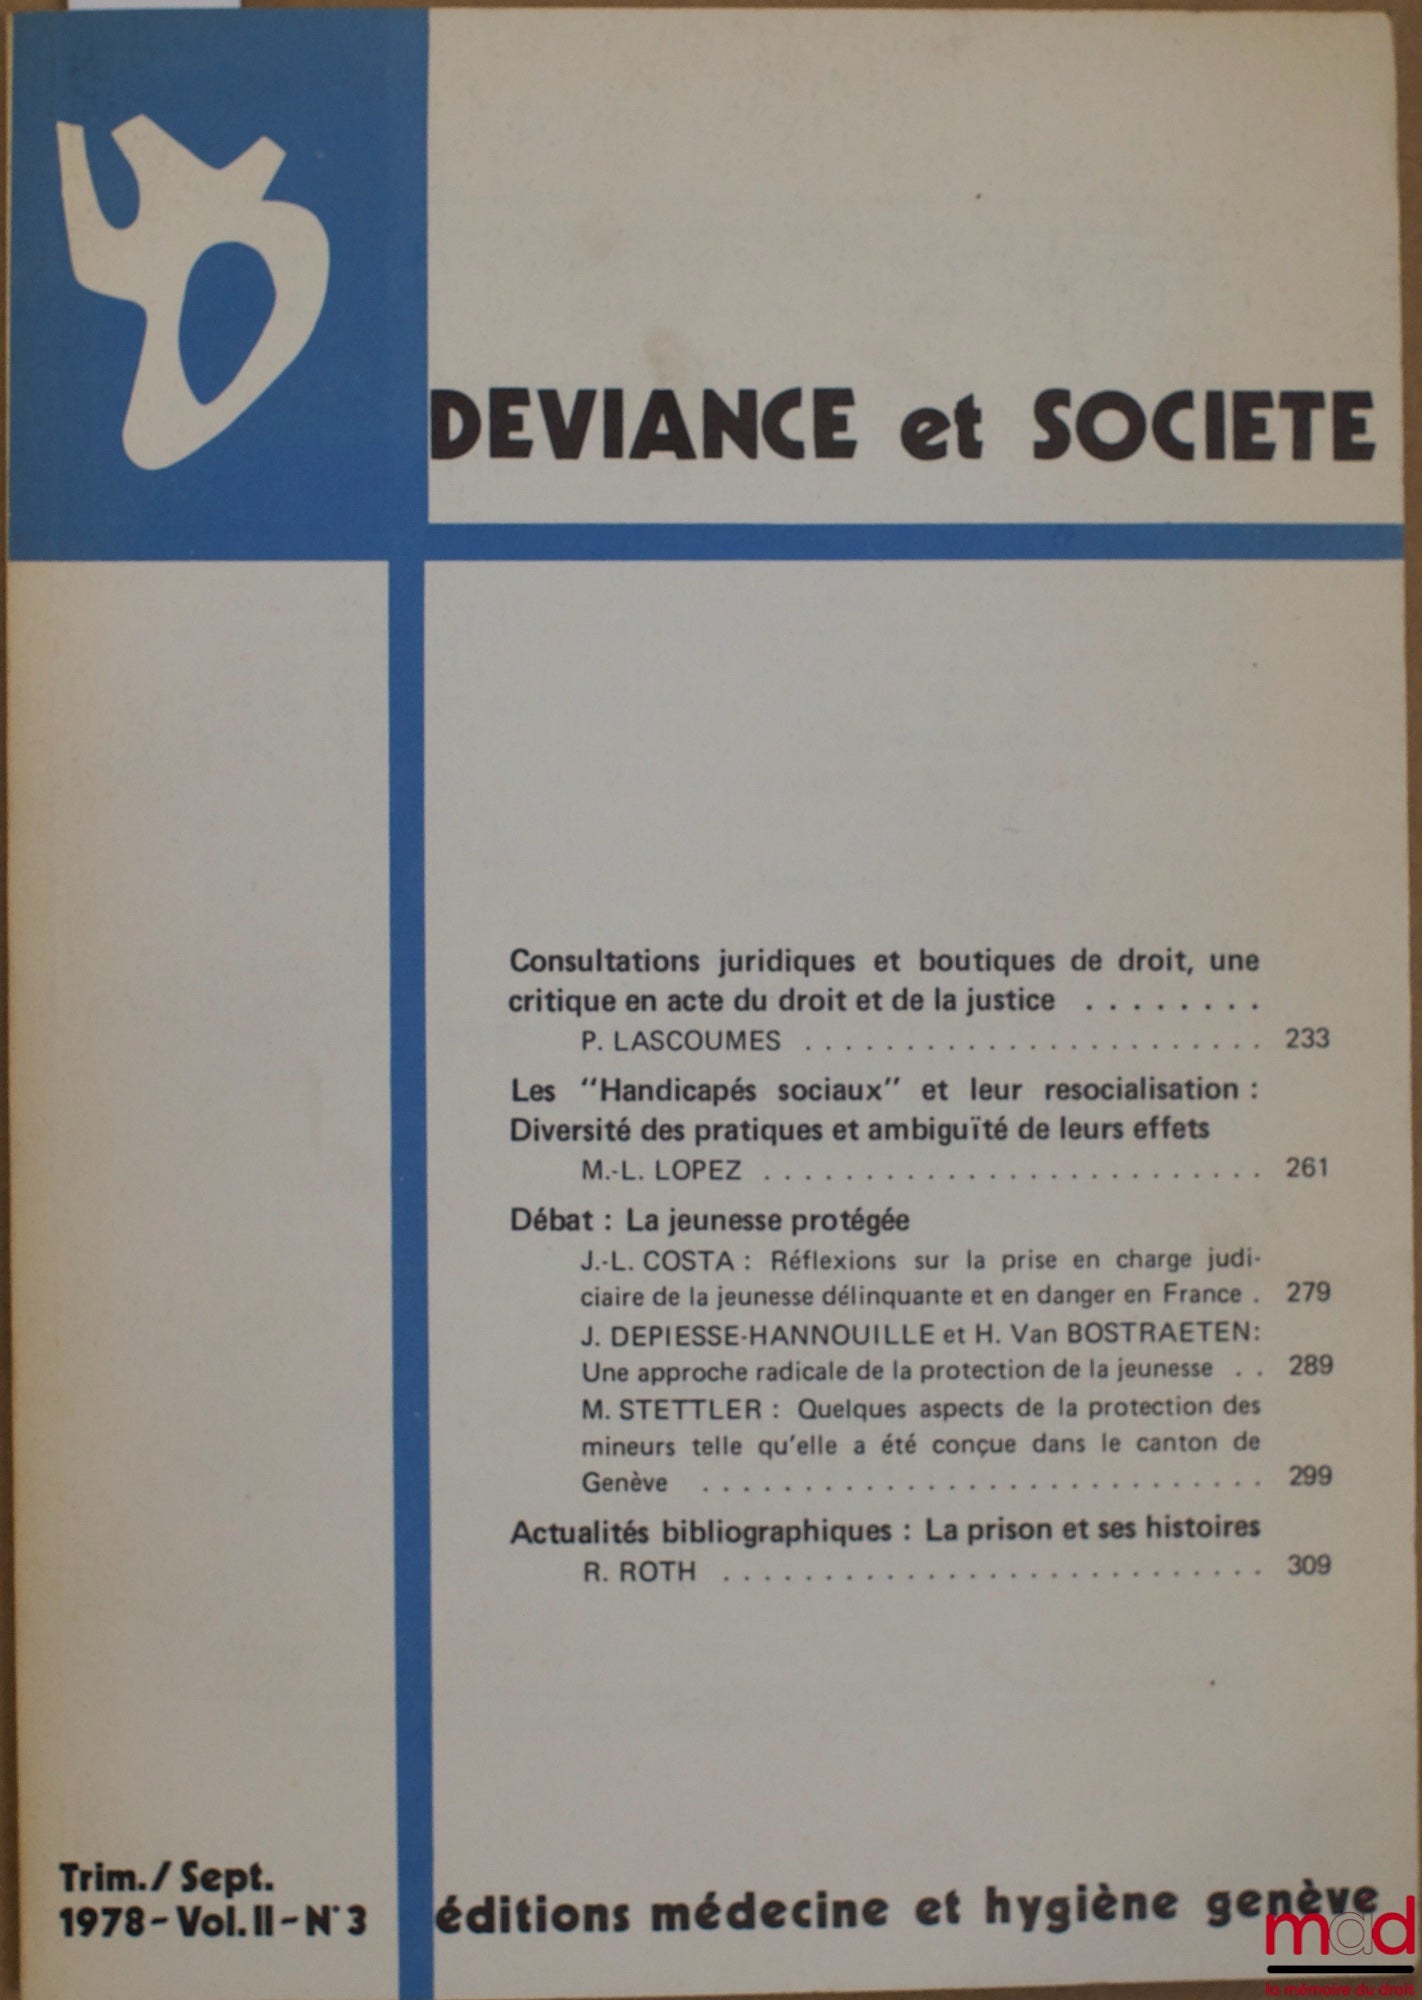 DEVIANCE et SOCIETE
Consultations juridiques et boutiques de droit, une
critique en acte du droit et de la justice . . . . . . . .
P. LASCOUMES . . . . . . . . . . . . . . . . . . . . . . . 233
Les "Handicapés sociaux" et leur resocialisation :
Diversité des pratiques et ambiguïté de leurs effets
M.-L. LOPEZ . . . . . . . . . . . . . . . . . . . . . . . . . 261
Débat : La jeunesse protégée
J.-L. COSTA : Réflexions sur la prise en charge judi-
ciaire de la jeunesse délinquante et en danger en France . 279
J. DEPIESSE-HANNOUILLE et H. Van BOSTRAETEN:
Une approche radicale de la protection de la jeunesse . . 289
M. STETTLER : Quelques aspects de la protection des
mineurs telle qu'elle a été conçue dans le canton de
Genève . . . . . . . . . . . . . . . . . . . . . . . . . . . . 299
Actualités bibliographiques : La prison et ses histoires
R. ROTH . . . . . . . . . . . . . . . . . . . . . . . . . . . 309
Trim./Sept.
1978-Vol.II-N°3
éditions médecine et hygiène genève
mad
la mémoire du droit